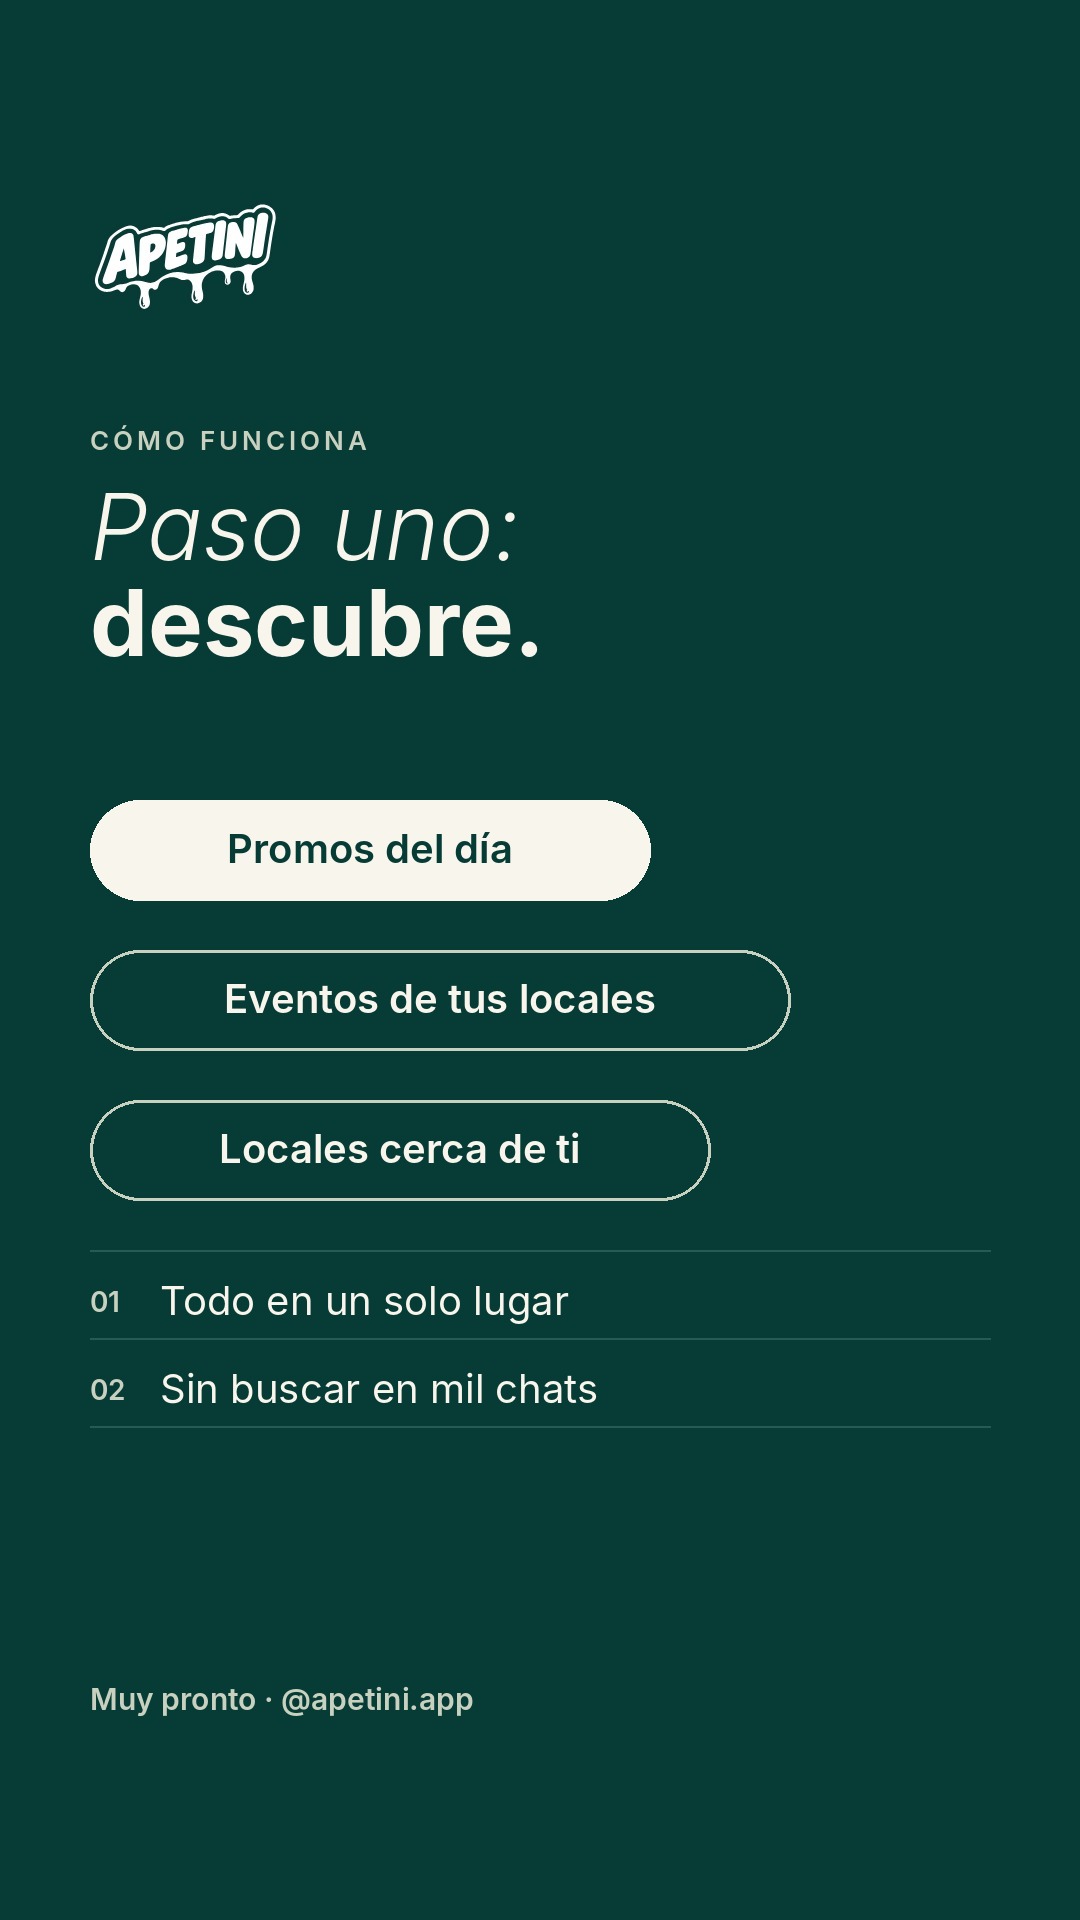 APETINI
CÓMO FUNCIONA
Paso uno:
descubre.
Promos del día
Eventos de tus locales
Locales cerca de ti
01 Todo en un solo lugar
02 Sin buscar en mil chats
Muy pronto · @apetini.app